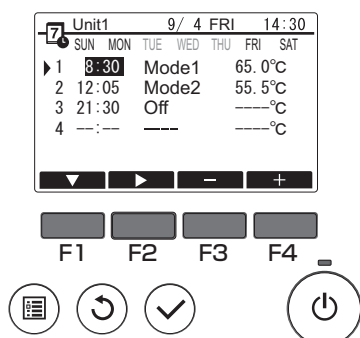 7 Unit1 9/ 4 FRI 14:30
SUN MON TUE WED THU FRI SAT
1 8:30 Mode1 65.0°C
2 12:05 Mode2 55.5°C
3 21:30 Off ----°C
4 --:-- ---- ----°C
− +
F1 F2 F3 F4